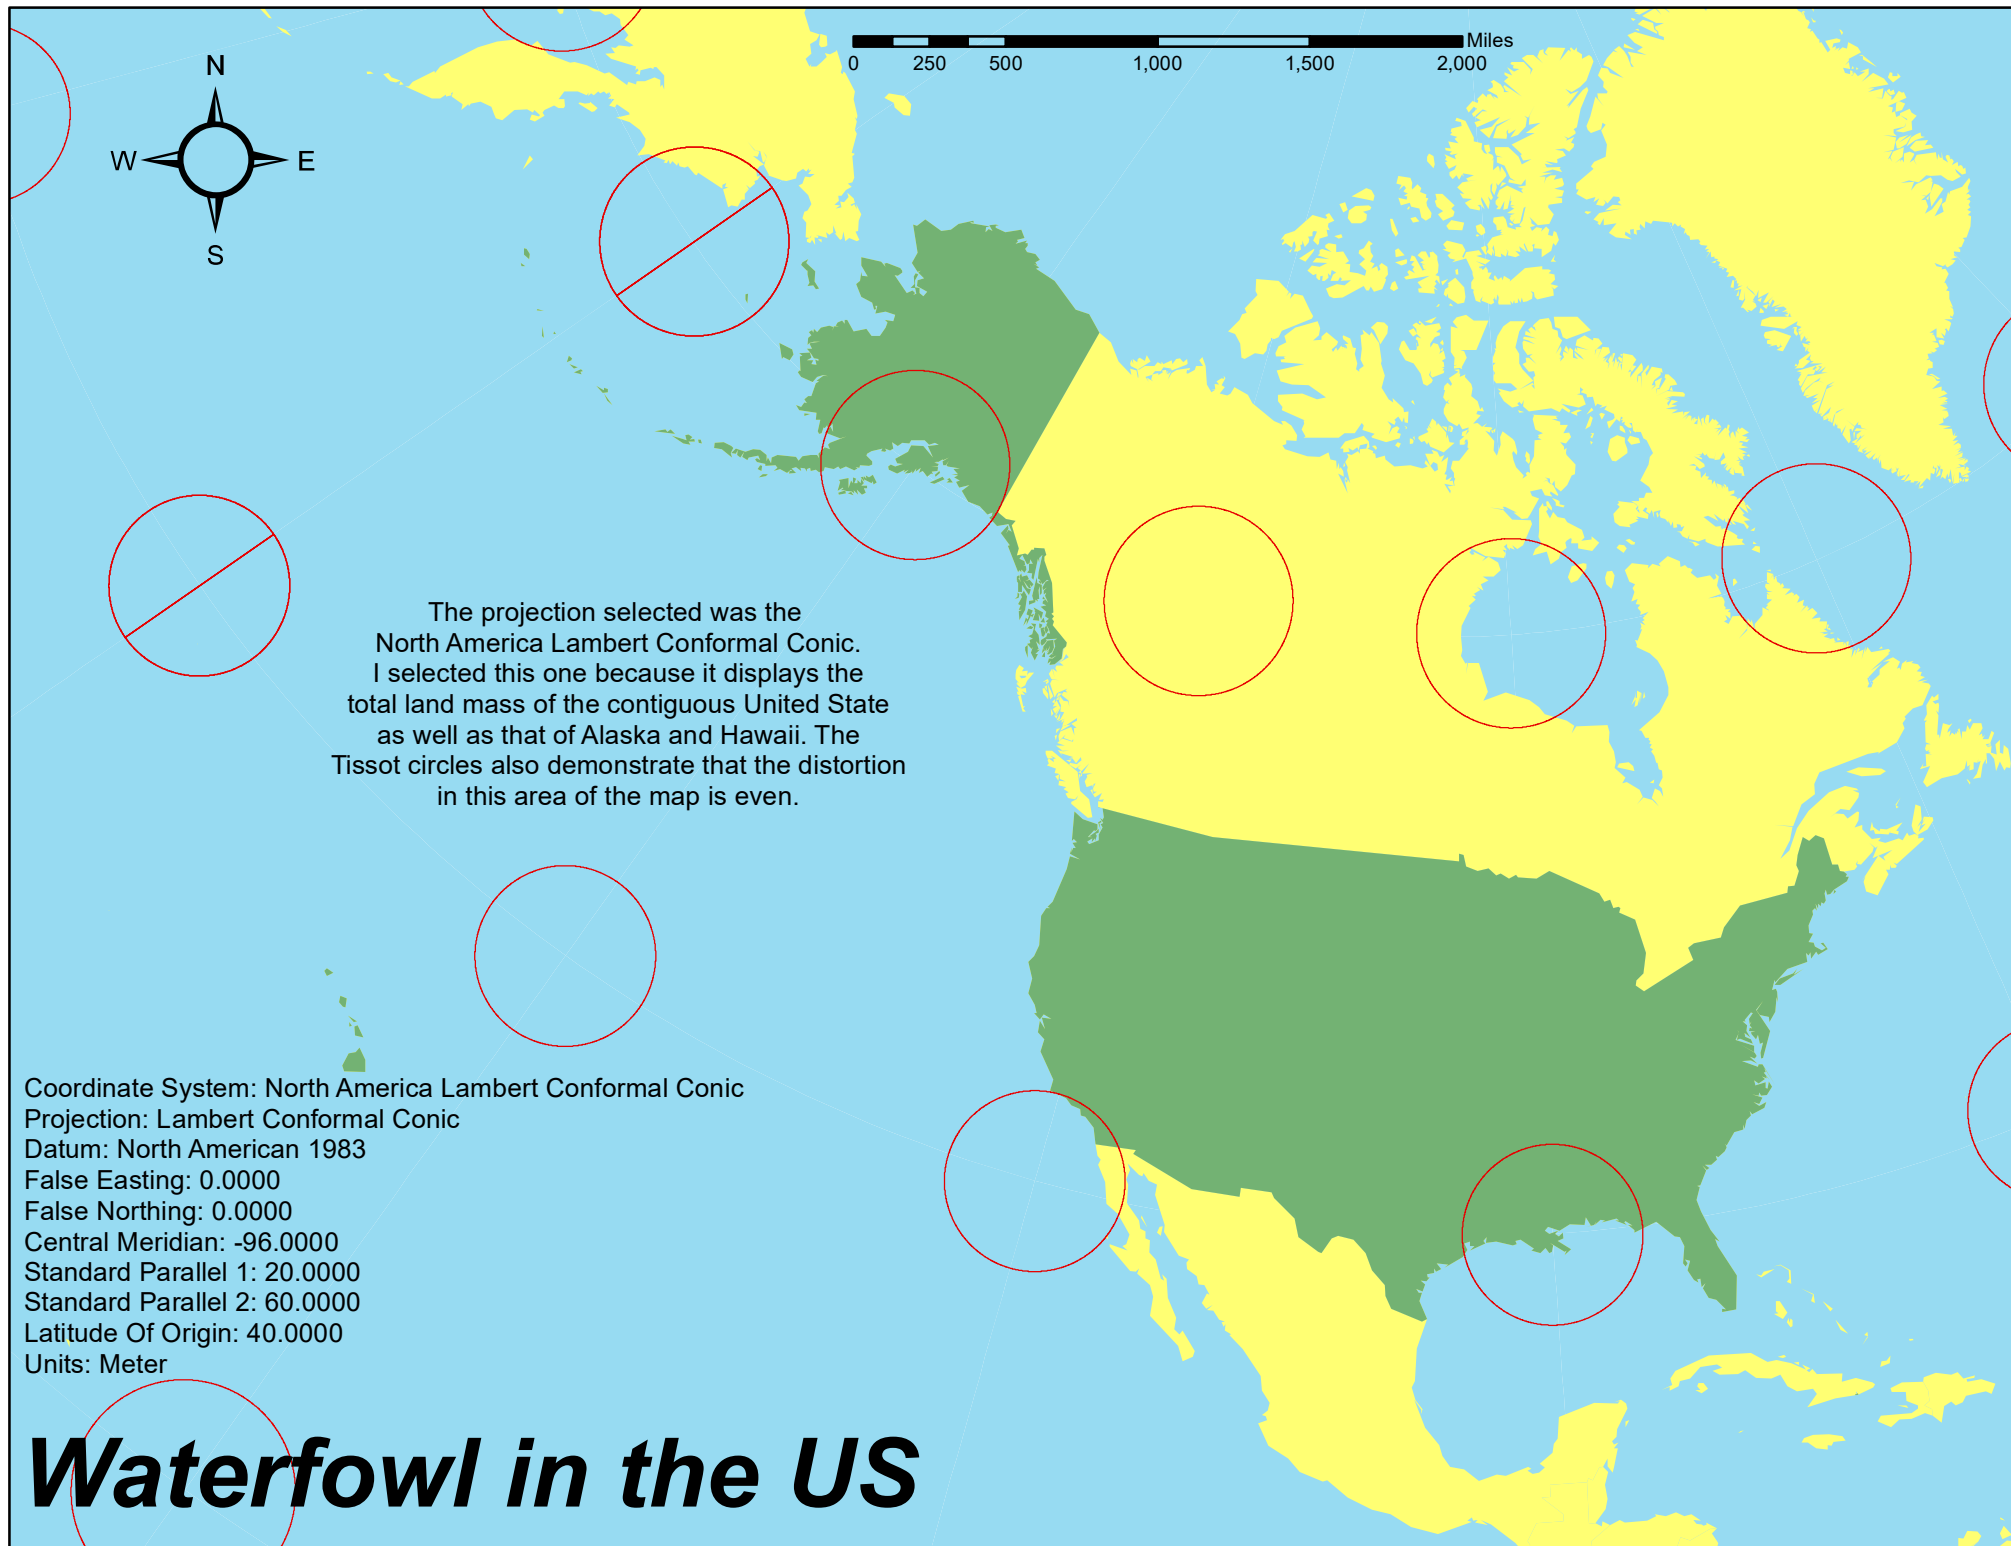 N
W E
S
Miles
0 250 500 1,000 1,500 2,000
The projection selected was the
North America Lambert Conformal Conic.
I selected this one because it displays the
total land mass of the contiguous United State
as well as that of Alaska and Hawaii. The
Tissot circles also demonstrate that the distortion
in this area of the map is even.
Coordinate System: North America Lambert Conformal Conic
Projection: Lambert Conformal Conic
Datum: North American 1983
False Easting: 0.0000
False Northing: 0.0000
Central Meridian: -96.0000
Standard Parallel 1: 20.0000
Standard Parallel 2: 60.0000
Latitude Of Origin: 40.0000
Units: Meter
Waterfowl in the US